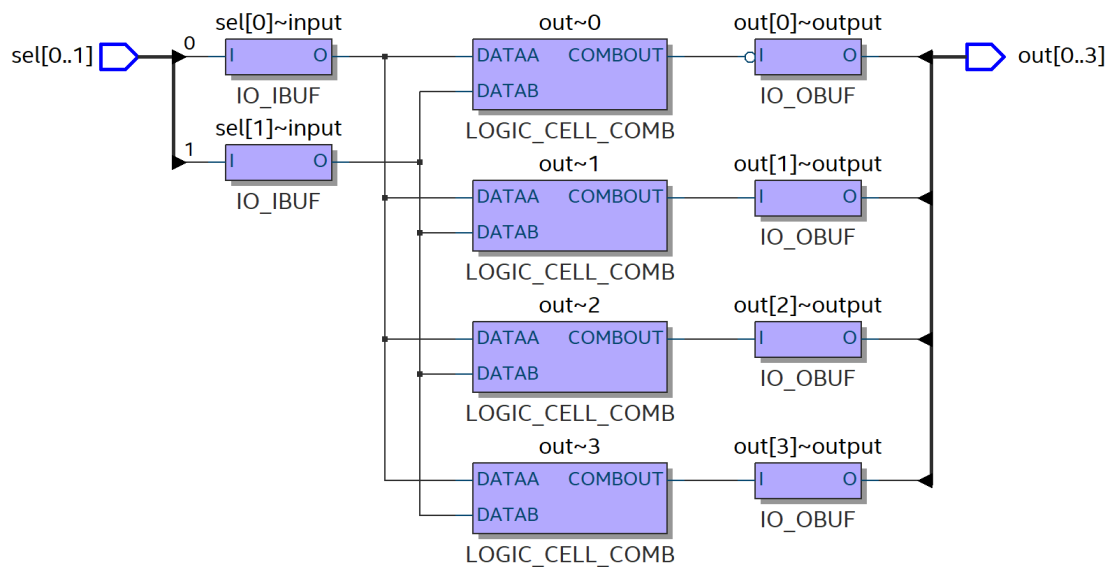 sel[0]~input
out~0
out[0]~output
sel[0..1]
0
I
O
DATAA
COMBOUT
I
O
out[0..3]
DATAB
IO_IBUF
IO_OBUF
sel[1]~input
LOGIC_CELL_COMB
1
I
O
out~1
out[1]~output
IO_IBUF
DATAA
COMBOUT
I
O
DATAB
IO_OBUF
LOGIC_CELL_COMB
out~2
out[2]~output
DATAA
COMBOUT
I
O
DATAB
IO_OBUF
LOGIC_CELL_COMB
out~3
out[3]~output
DATAA
COMBOUT
I
O
DATAB
IO_OBUF
LOGIC_CELL_COMB